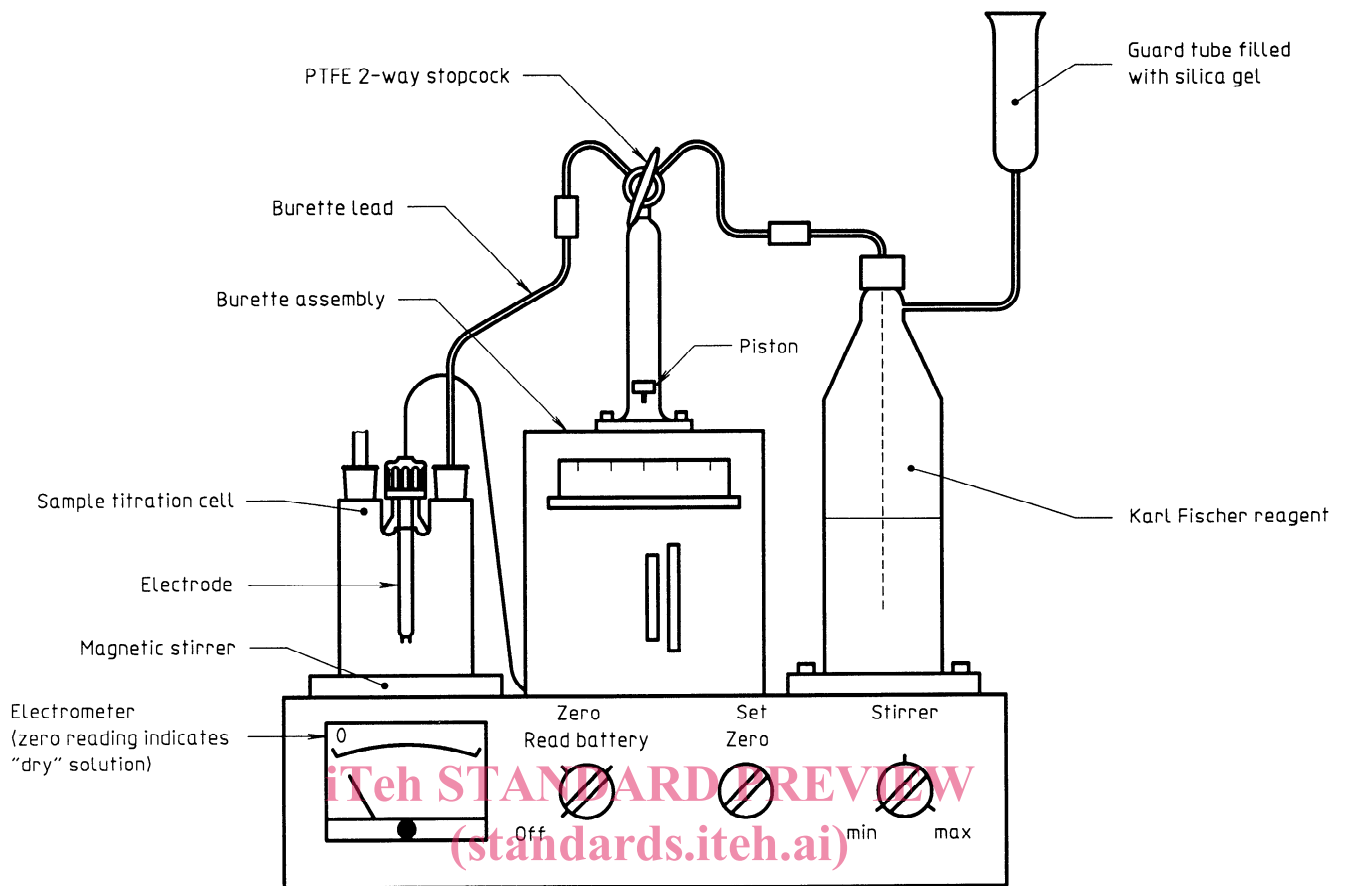 Guard tube filled
with silica gel
PTFE 2-way stopcock
Burette lead
Burette assembly
Piston
Sample titration cell
Karl Fischer reagent
Electrode
Magnetic stirrer
Electrometer
(zero reading indicates
"dry" solution)
0
Zero
Read battery
Off
Set
Zero
Stirrer
min
max
iTeh STANDARD PREVIEW
(standards.iteh.ai)